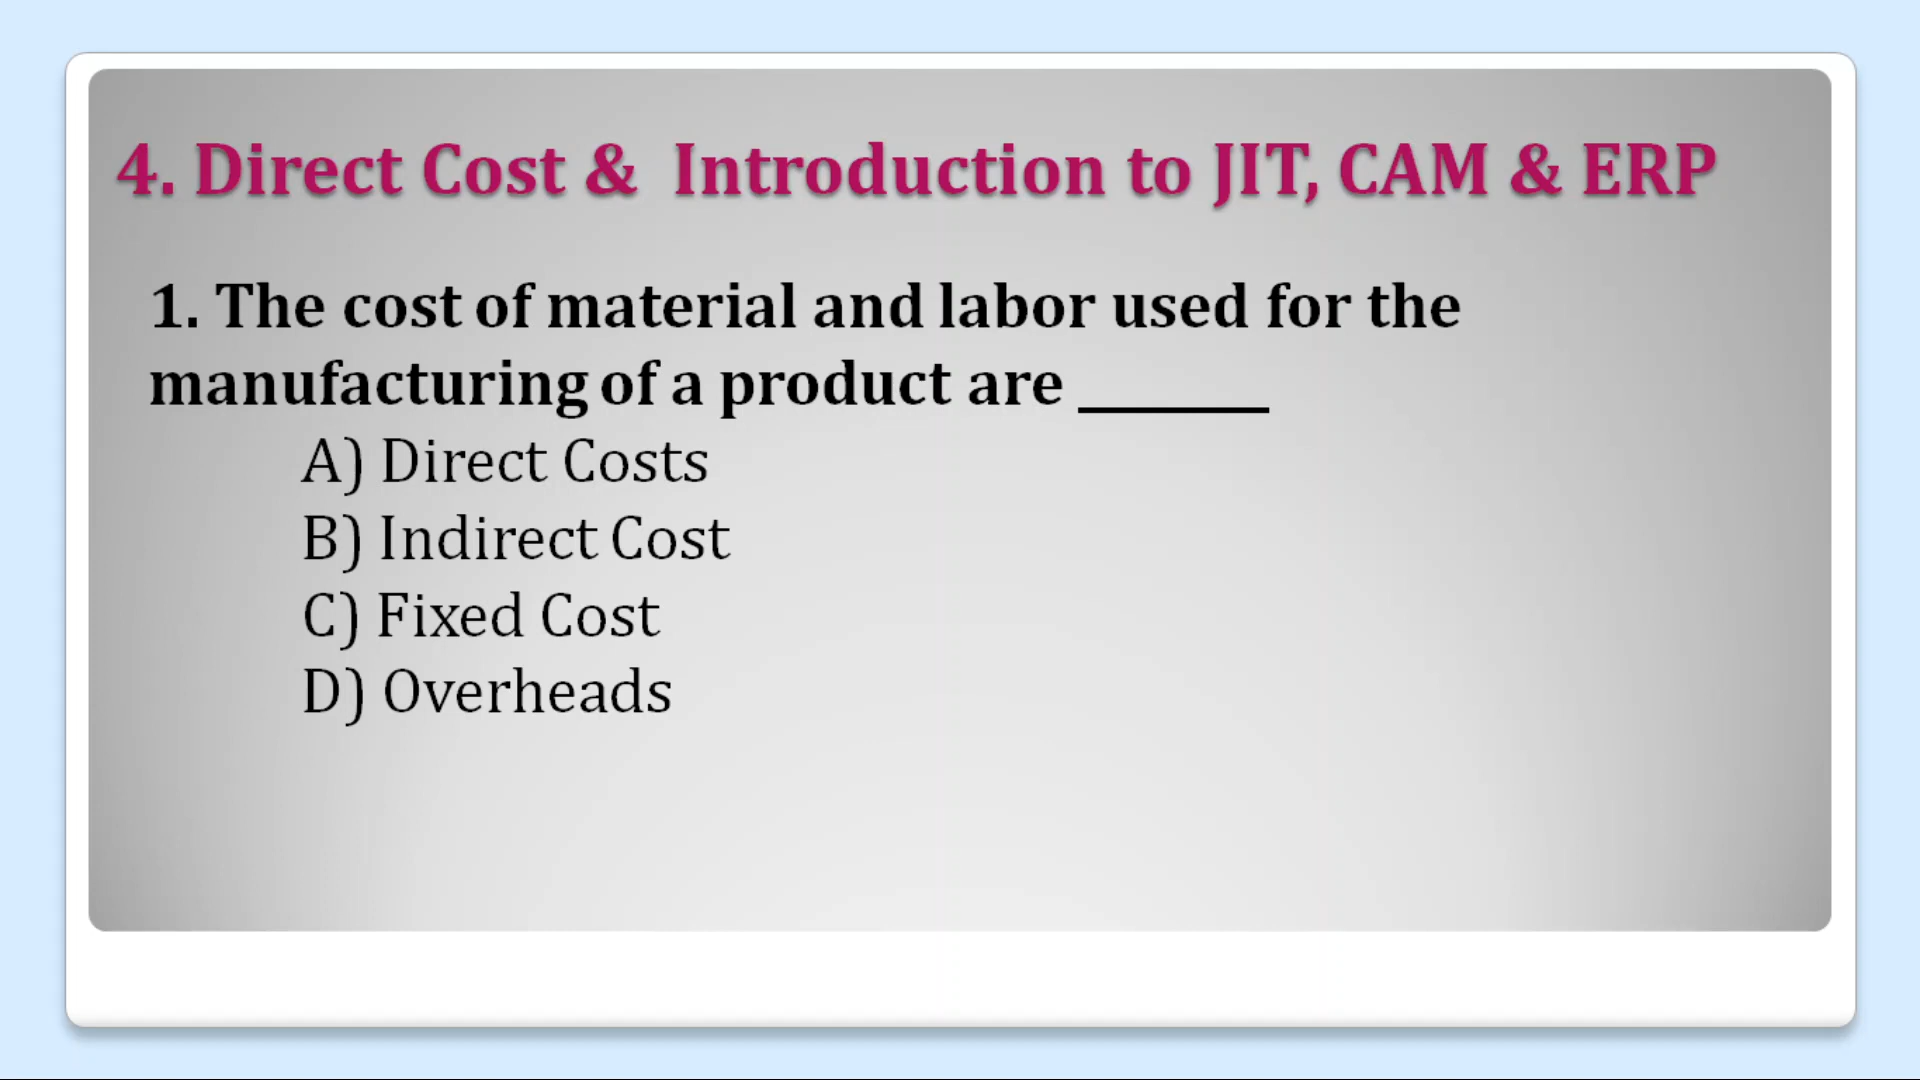 4. Direct Cost &  Introduction to JIT, CAM & ERP
1. The cost of material and labor used for the
manufacturing of a product are ________
A) Direct Costs
B) Indirect Cost
C) Fixed Cost
D) Overheads